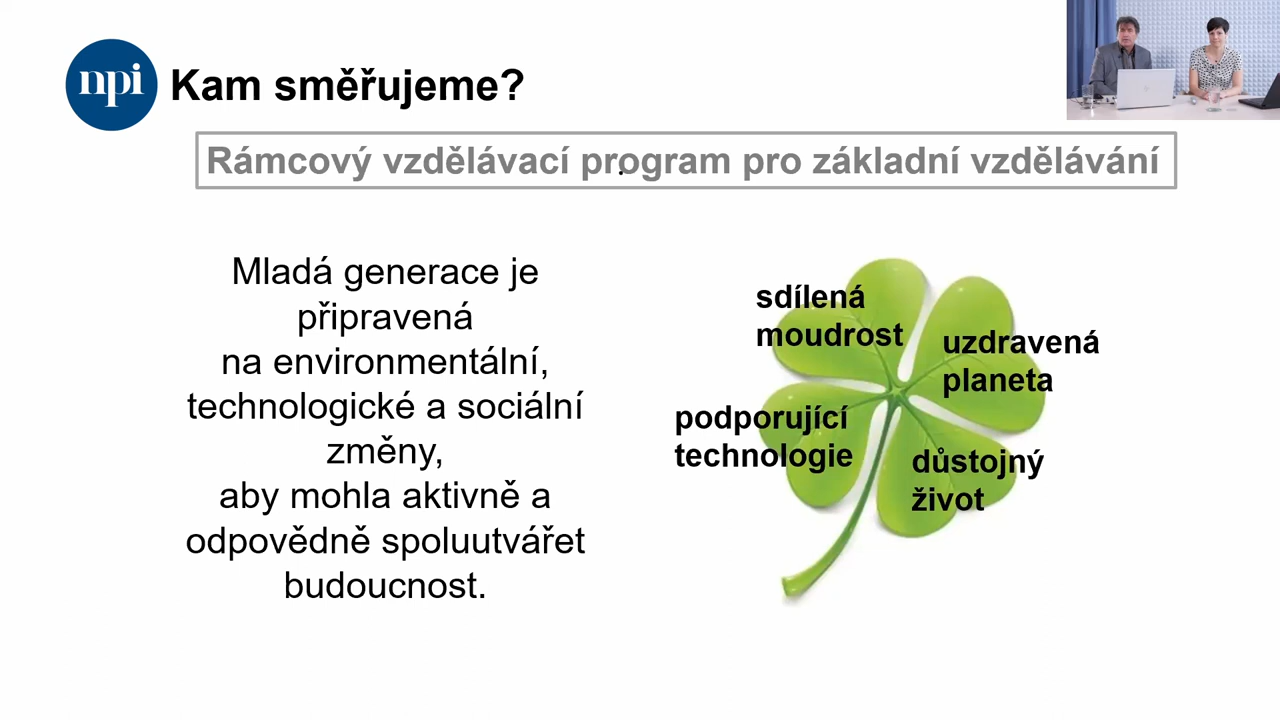 npi
Kam směřujeme?
Rámcový vzdělávací program pro základní vzdělávání
Mladá generace je
připravená
na environmentální,
technologické a sociální
změny,
aby mohla aktivně a
odpovědně spoluutvářet
budoucnost.
sdílená
moudrost
uzdravená
planeta
podporující
technologie
důstojný
život